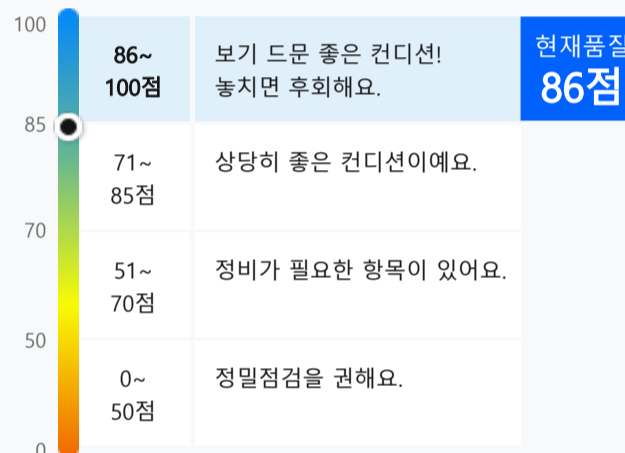 100
86~
100점
보기 드문 좋은 컨디션!
놓치면 후회해요.
현재품질
86점
85
71~
85점
상당히 좋은 컨디션이예요.
70
51~
70점
정비가 필요한 항목이 있어요.
50
0~
50점
정밀점검을 권해요.
0